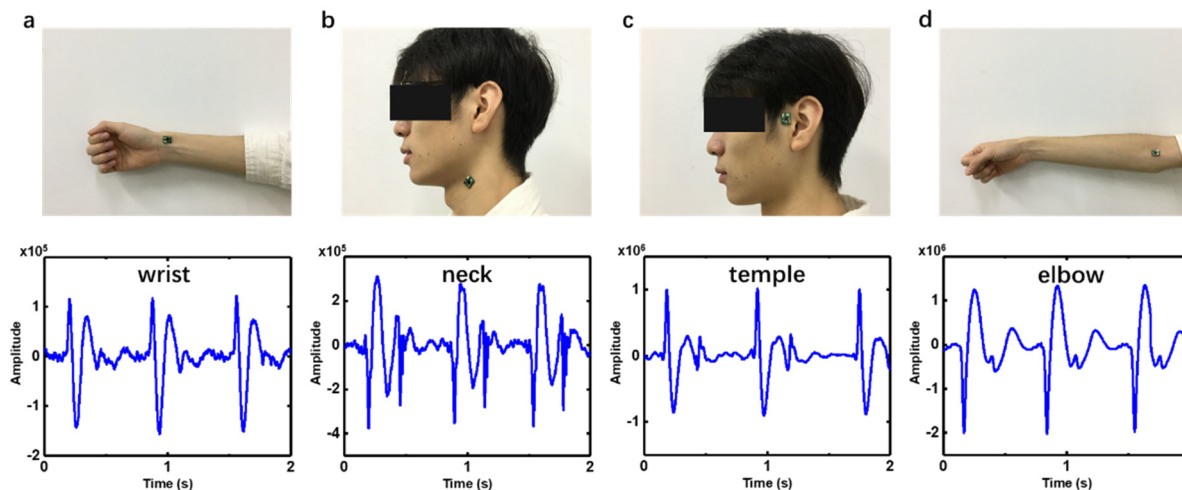 a
b
c
d
x10⁵
wrist
Amplitude
1
0
-1
-2
0
1
2
Time (s)
x10⁵
neck
Amplitude
2
0
-2
-4
0
1
2
Time (s)
x10⁶
temple
Amplitude
1
0
-1
0
1
2
Time (s)
x10⁶
elbow
Amplitude
1
0
-1
-2
0
1
Time (s)